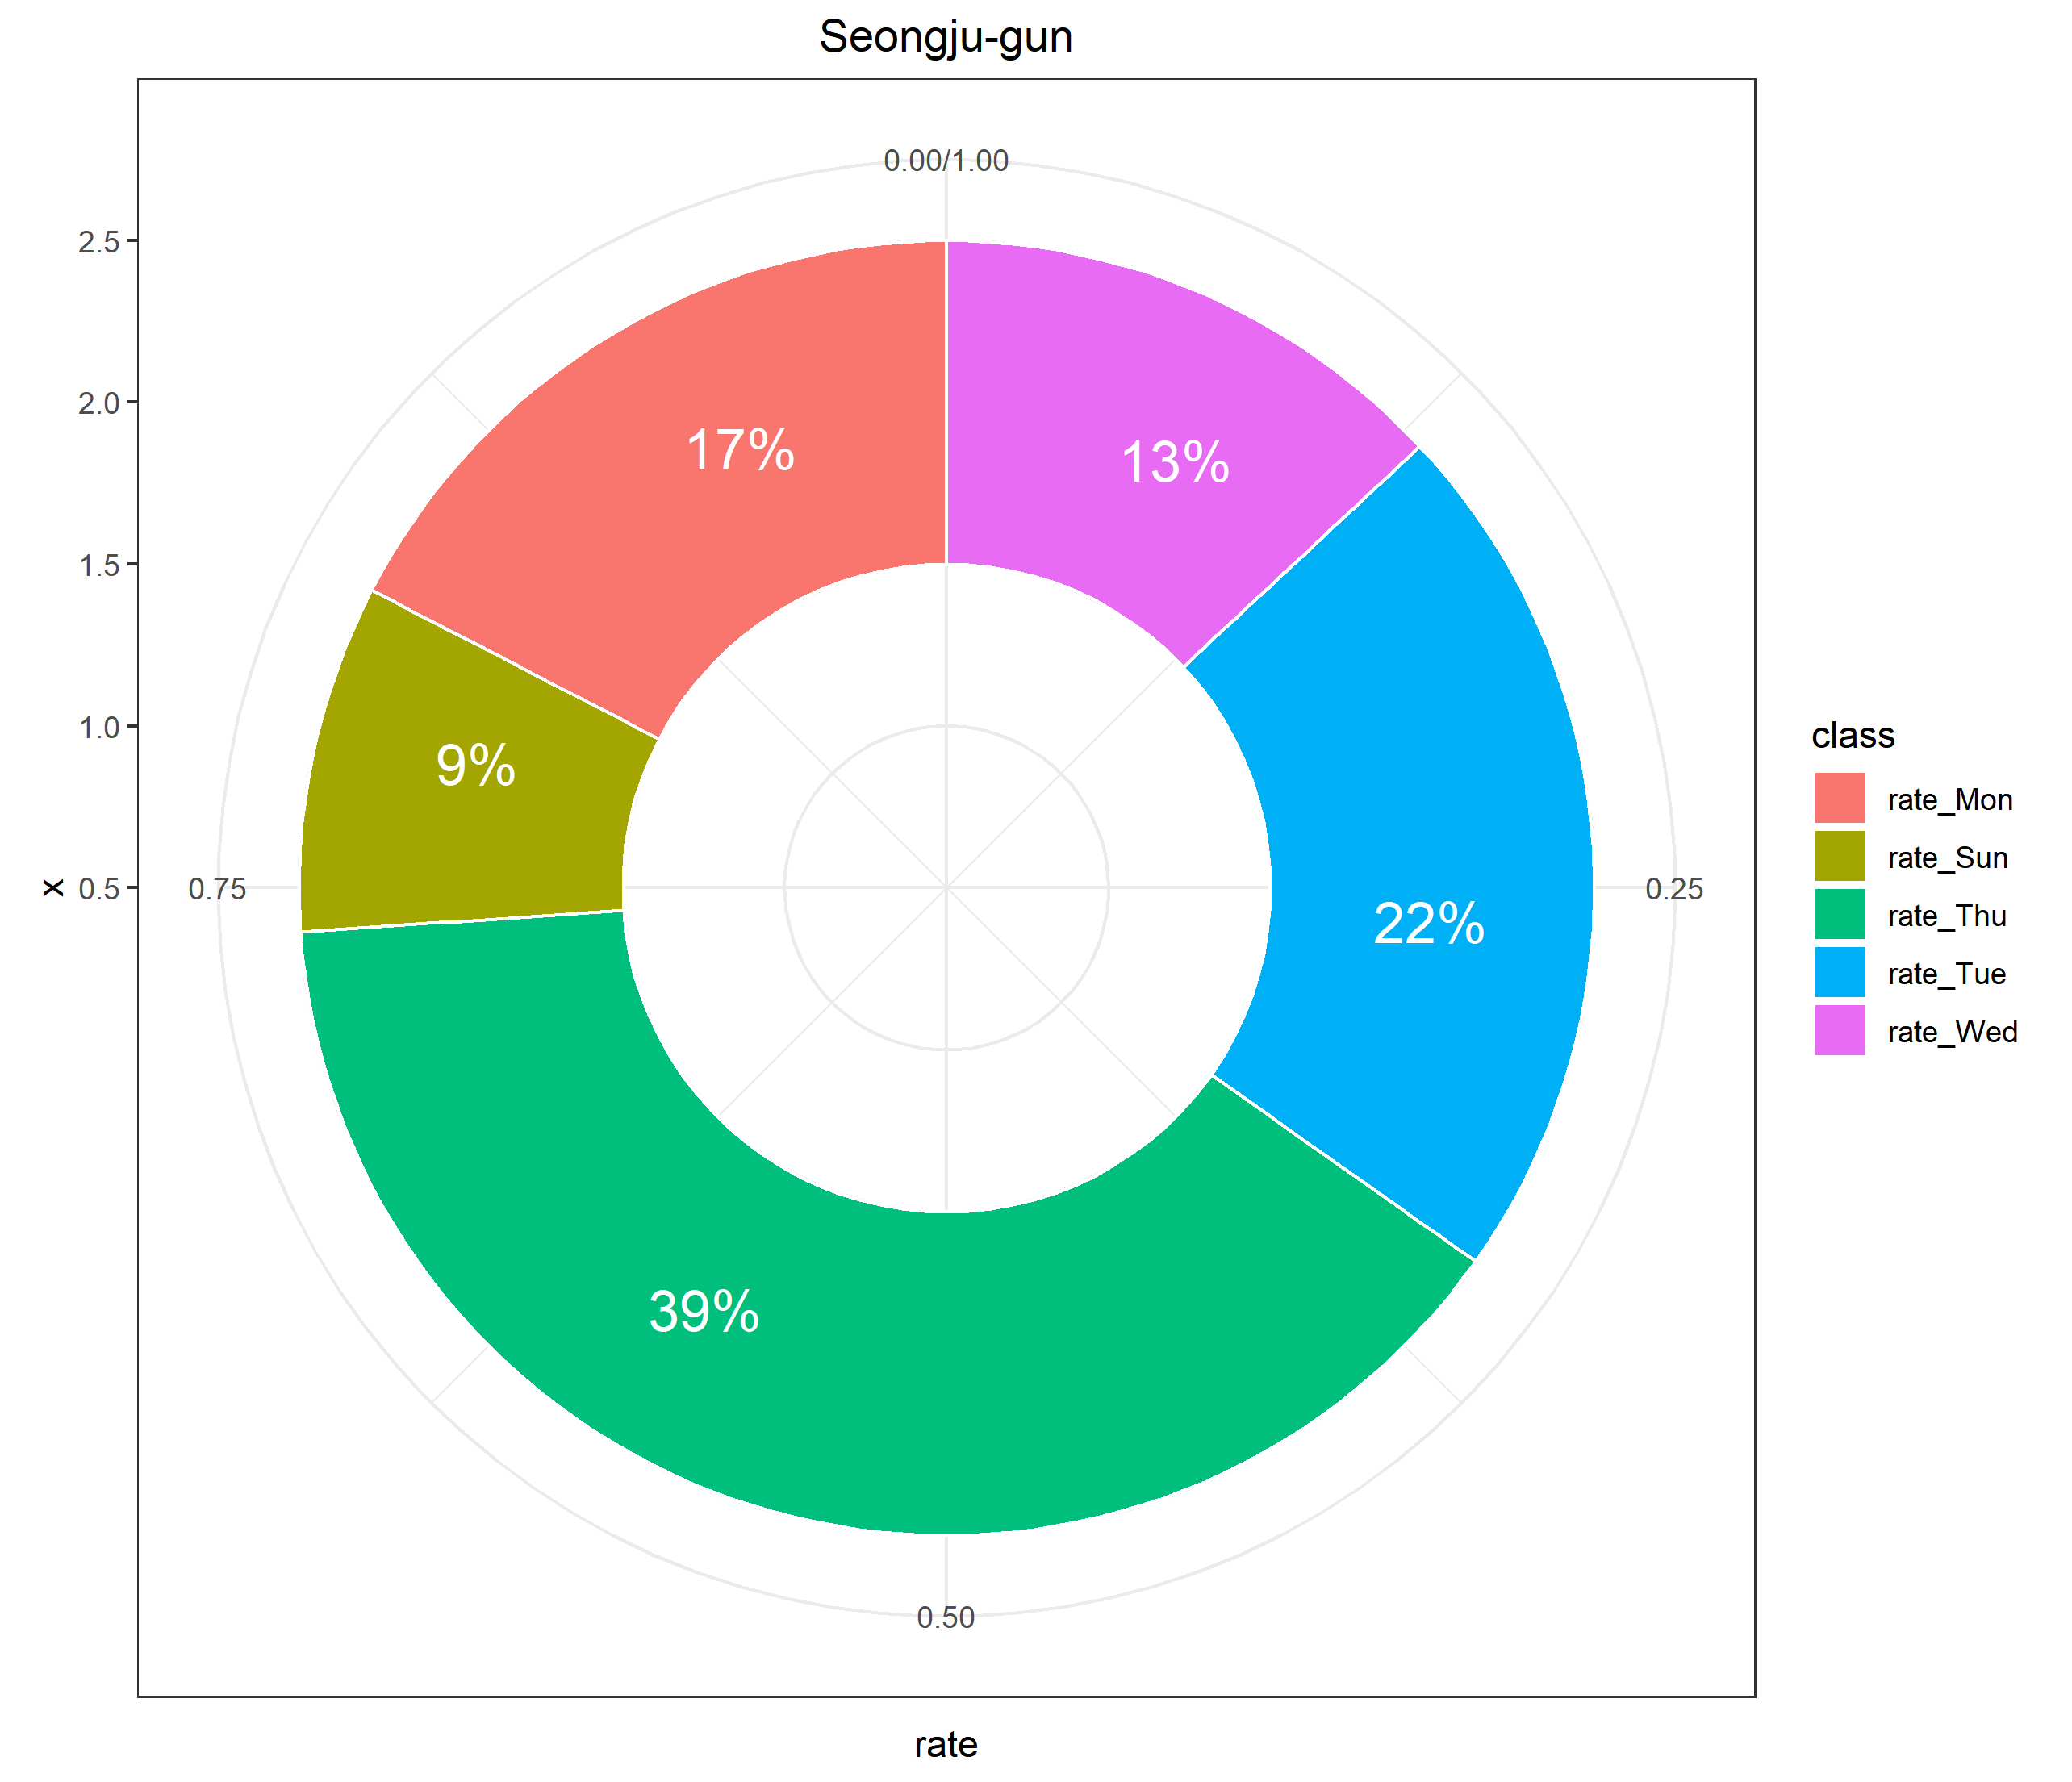 Seongju-gun
0.00/1.00
2.5
2.0
1.5
1.0
x 0.5
0.75
0.25
0.50
17%
13%
9%
22%
39%
rate
class
rate_Mon
rate_Sun
rate_Thu
rate_Tue
rate_Wed